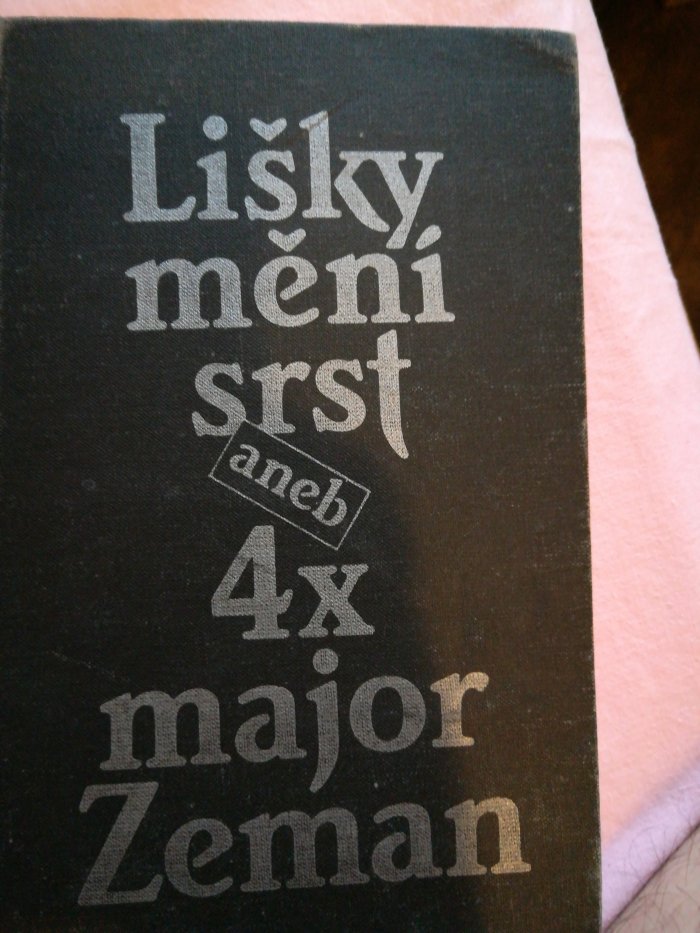 Lišky
mění
srst
aneb
4x
major
Zeman